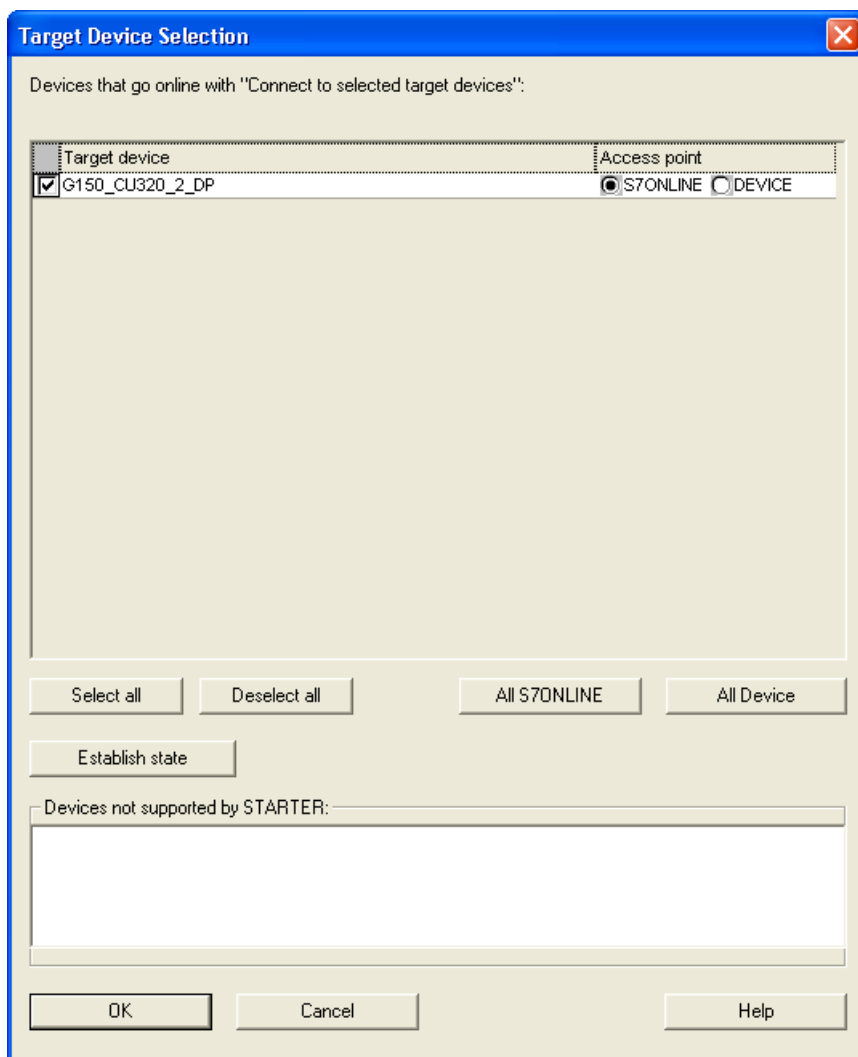 Target Device Selection
Devices that go online with "Connect to selected target devices":
Target device Access point
G150_CU320_2_DP S7ONLINE DEVICE
Select all Deselect all All S7ONLINE All Device
Establish state
Devices not supported by STARTER:
OK Cancel Help